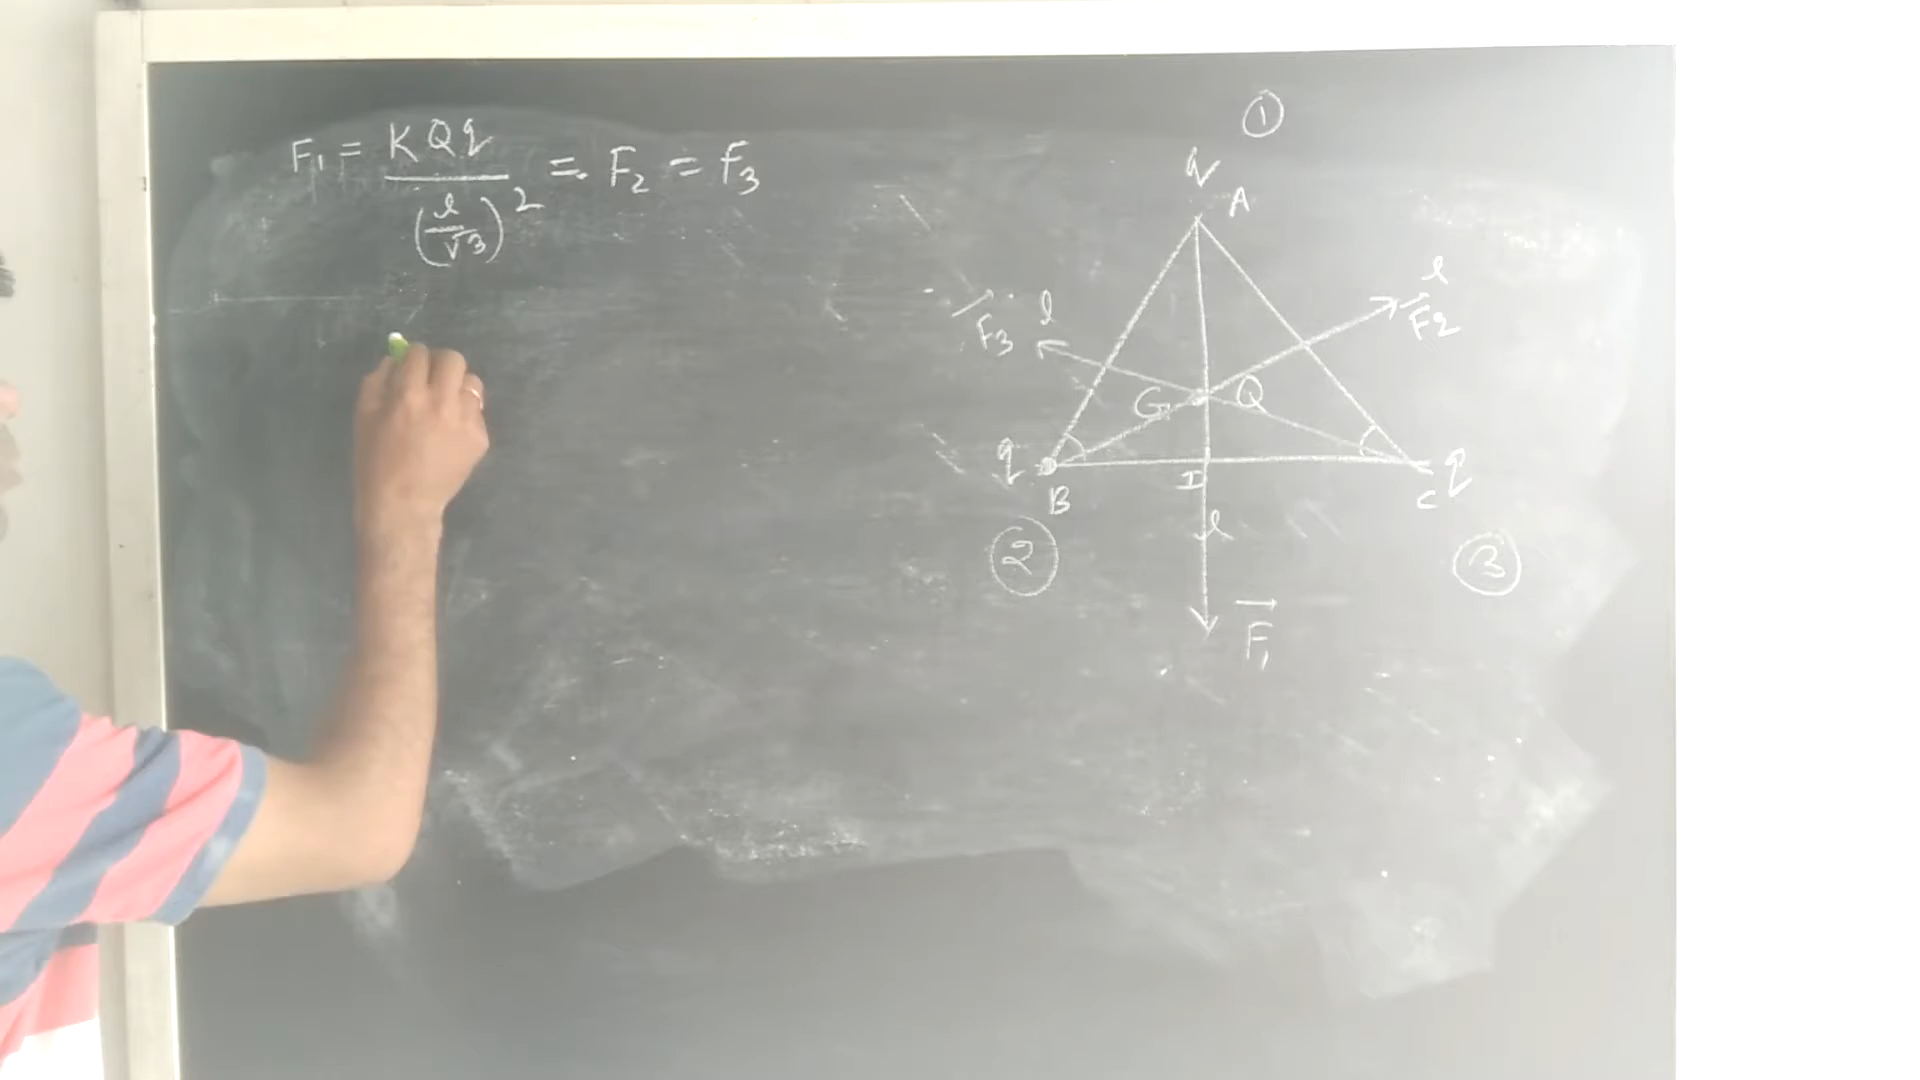 F₁ = KQq / (l/√3)² = F₂ = F₃
①
q
A
l
F₂
F₃
l
G
Q
q
B
D
C
q
l
②
③
F₁